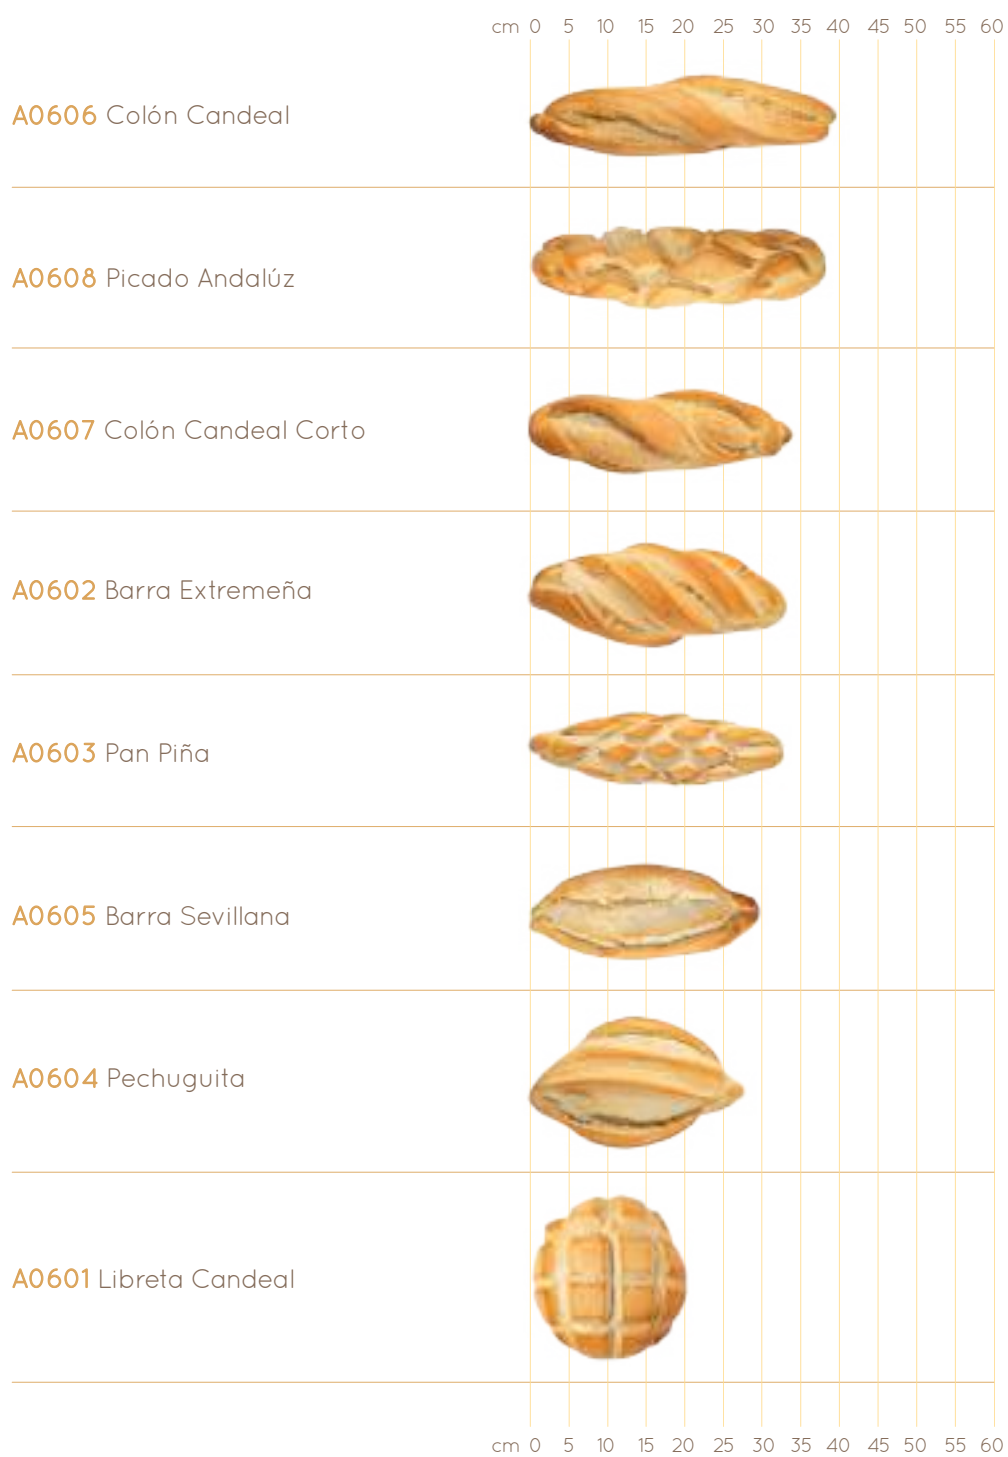 cm 0 5 10 15 20 25 30 35 40 45 50 55 60
A0606 Colón Candeal
A0608 Picado Andalúz
A0607 Colón Candeal Corto
A0602 Barra Extremeña
A0603 Pan Piña
A0605 Barra Sevillana
A0604 Pechuguita
A0601 Libreta Candeal
cm 0 5 10 15 20 25 30 35 40 45 50 55 60